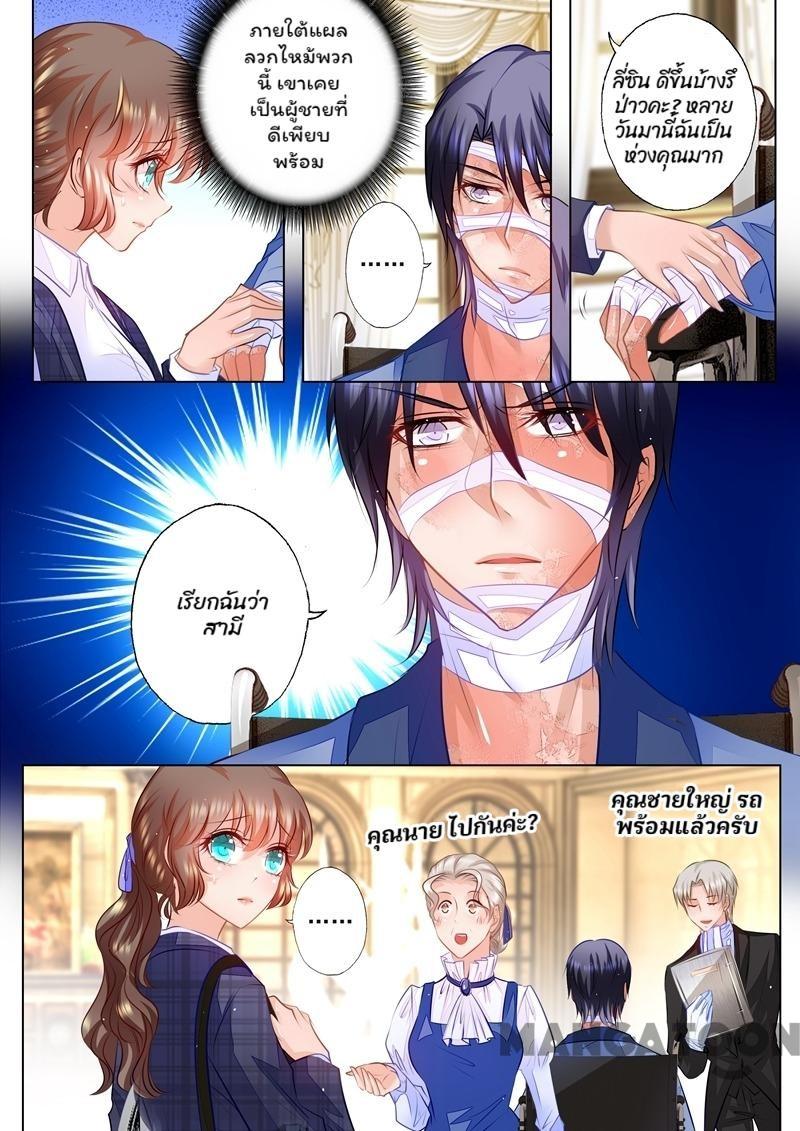 ภายใต้แผล
ลวกไหม้พวก
นี้ เขาเคย
เป็นผู้ชายที่
ดีเพียบ
พร้อม
......
ลี่ซิน ดีขึ้นบ้างรึ
ป่าวคะ? หลาย
วันมานี้ฉันเป็น
ห่วงคุณมาก
เรียกฉันว่า
สามี
......
คุณนาย ไปกันค่ะ?
คุณชายใหญ่ รถ
พร้อมแล้วครับ
MANGATOON